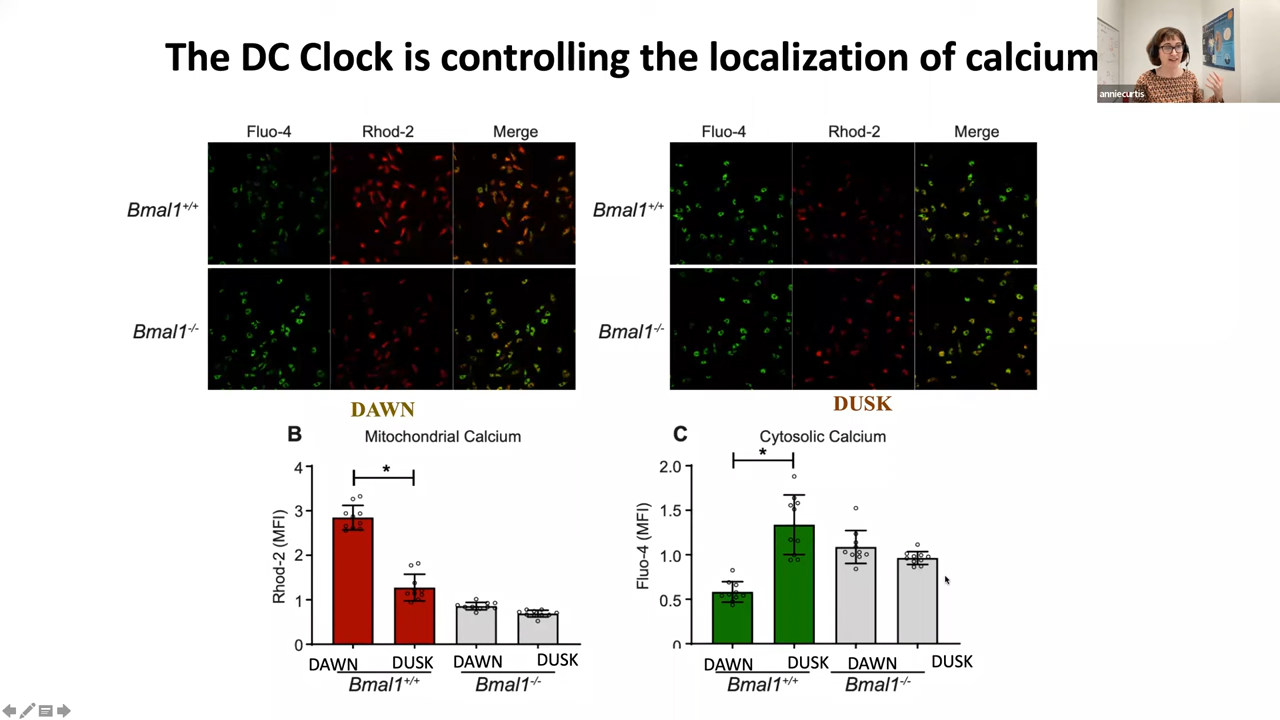 The DC Clock is controlling the localization of calcium
anniecurtis
Fluo-4 Rhod-2 Merge
Bmal1+/+
Bmal1-/-
DAWN
Fluo-4 Rhod-2 Merge
Bmal1+/+
Bmal1-/-
DUSK
B Mitochondrial Calcium
*
Rhod-2 (MFI)
4
3
2
1
0
DAWN DUSK DAWN DUSK
Bmal1+/+ Bmal1-/-
C Cytosolic Calcium
*
Fluo-4 (MFI)
2.0
1.5
1.0
0.5
0
DAWN DUSK DAWN DUSK
Bmal1+/+ Bmal1-/-